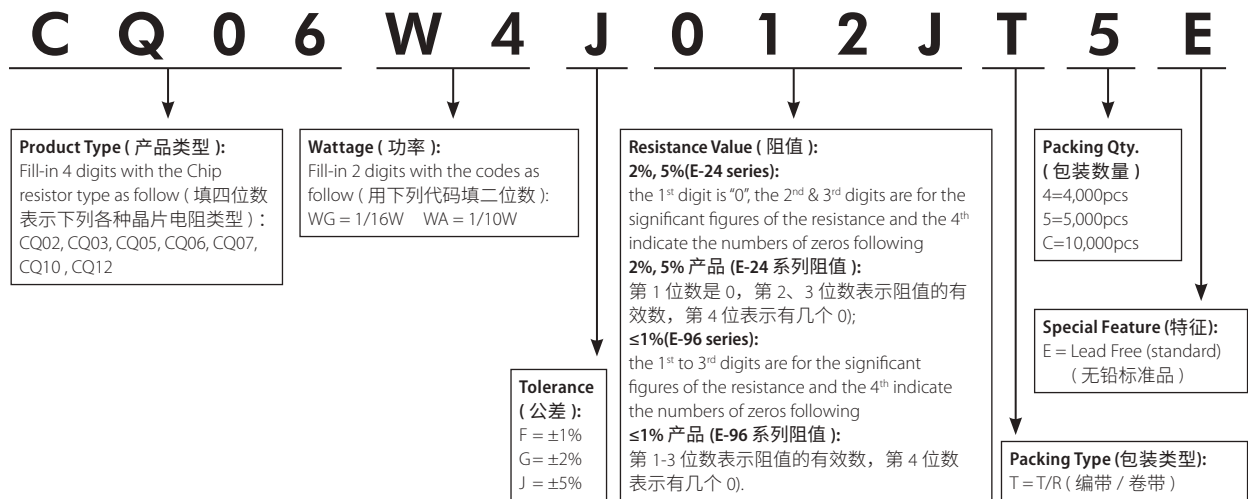 C Q 0 6 W 4 J 0 1 2 J T 5 E
Product Type ( 产品类型 ):
Fill-in 4 digits with the Chip
resistor type as follow ( 填四位数
表示下列各种晶片电阻类型 ) :
CQ02, CQ03, CQ05, CQ06, CQ07,
CQ10 , CQ12
Wattage ( 功率 ):
Fill-in 2 digits with the codes as
follow ( 用下列代码填二位数 ):
WG = 1/16W WA = 1/10W
Tolerance
( 公差 ):
F = ±1%
G= ±2%
J = ±5%
Resistance Value ( 阻值 ):
2%, 5%(E-24 series):
the 1st digit is "0", the 2nd & 3rd digits are for the
significant figures of the resistance and the 4th
indicate the numbers of zeros following
2%, 5% 产品 (E-24 系列阻值 ):
第 1 位数是 0，第 2、3 位数表示阻值的有
效数，第 4 位表示有几个 0);
≤1%(E-96 series):
the 1st to 3rd digits are for the significant
figures of the resistance and the 4th indicate
the numbers of zeros following
≤1% 产品 (E-96 系列阻值 ):
第 1-3 位数表示阻值的有效数，第 4 位数
表示有几个 0).
Packing Qty.
( 包装数量 )
4=4,000pcs
5=5,000pcs
C=10,000pcs
Special Feature (特征):
E = Lead Free (standard)
( 无铅标准品 )
Packing Type (包装类型):
T = T/R ( 编带 / 卷带 )